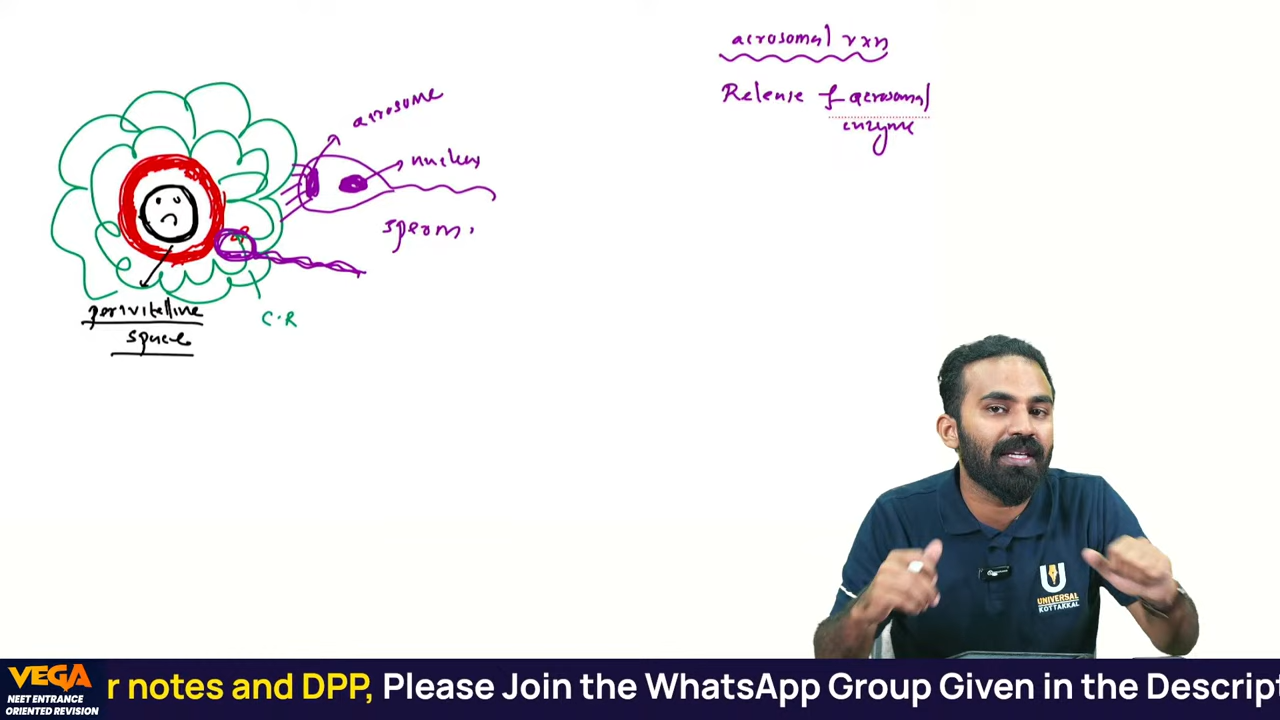 acrosomal rxn
Release of acrosomal
enzyme
acrosome
nucleus
sperm
perivitelline
space
C.R
U
UNIVERSAL
KOTTAKKAL
VEGA
NEET ENTRANCE
ORIENTED REVISION
r notes and DPP, Please Join the WhatsApp Group Given in the Descript